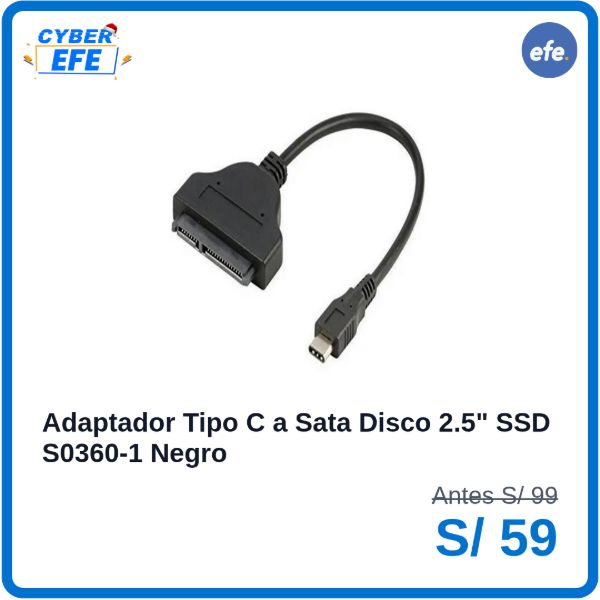 CYBER
EFE
efe.
Adaptador Tipo C a Sata Disco 2.5" SSD
S0360-1 Negro
Antes S/ 99
S/ 59